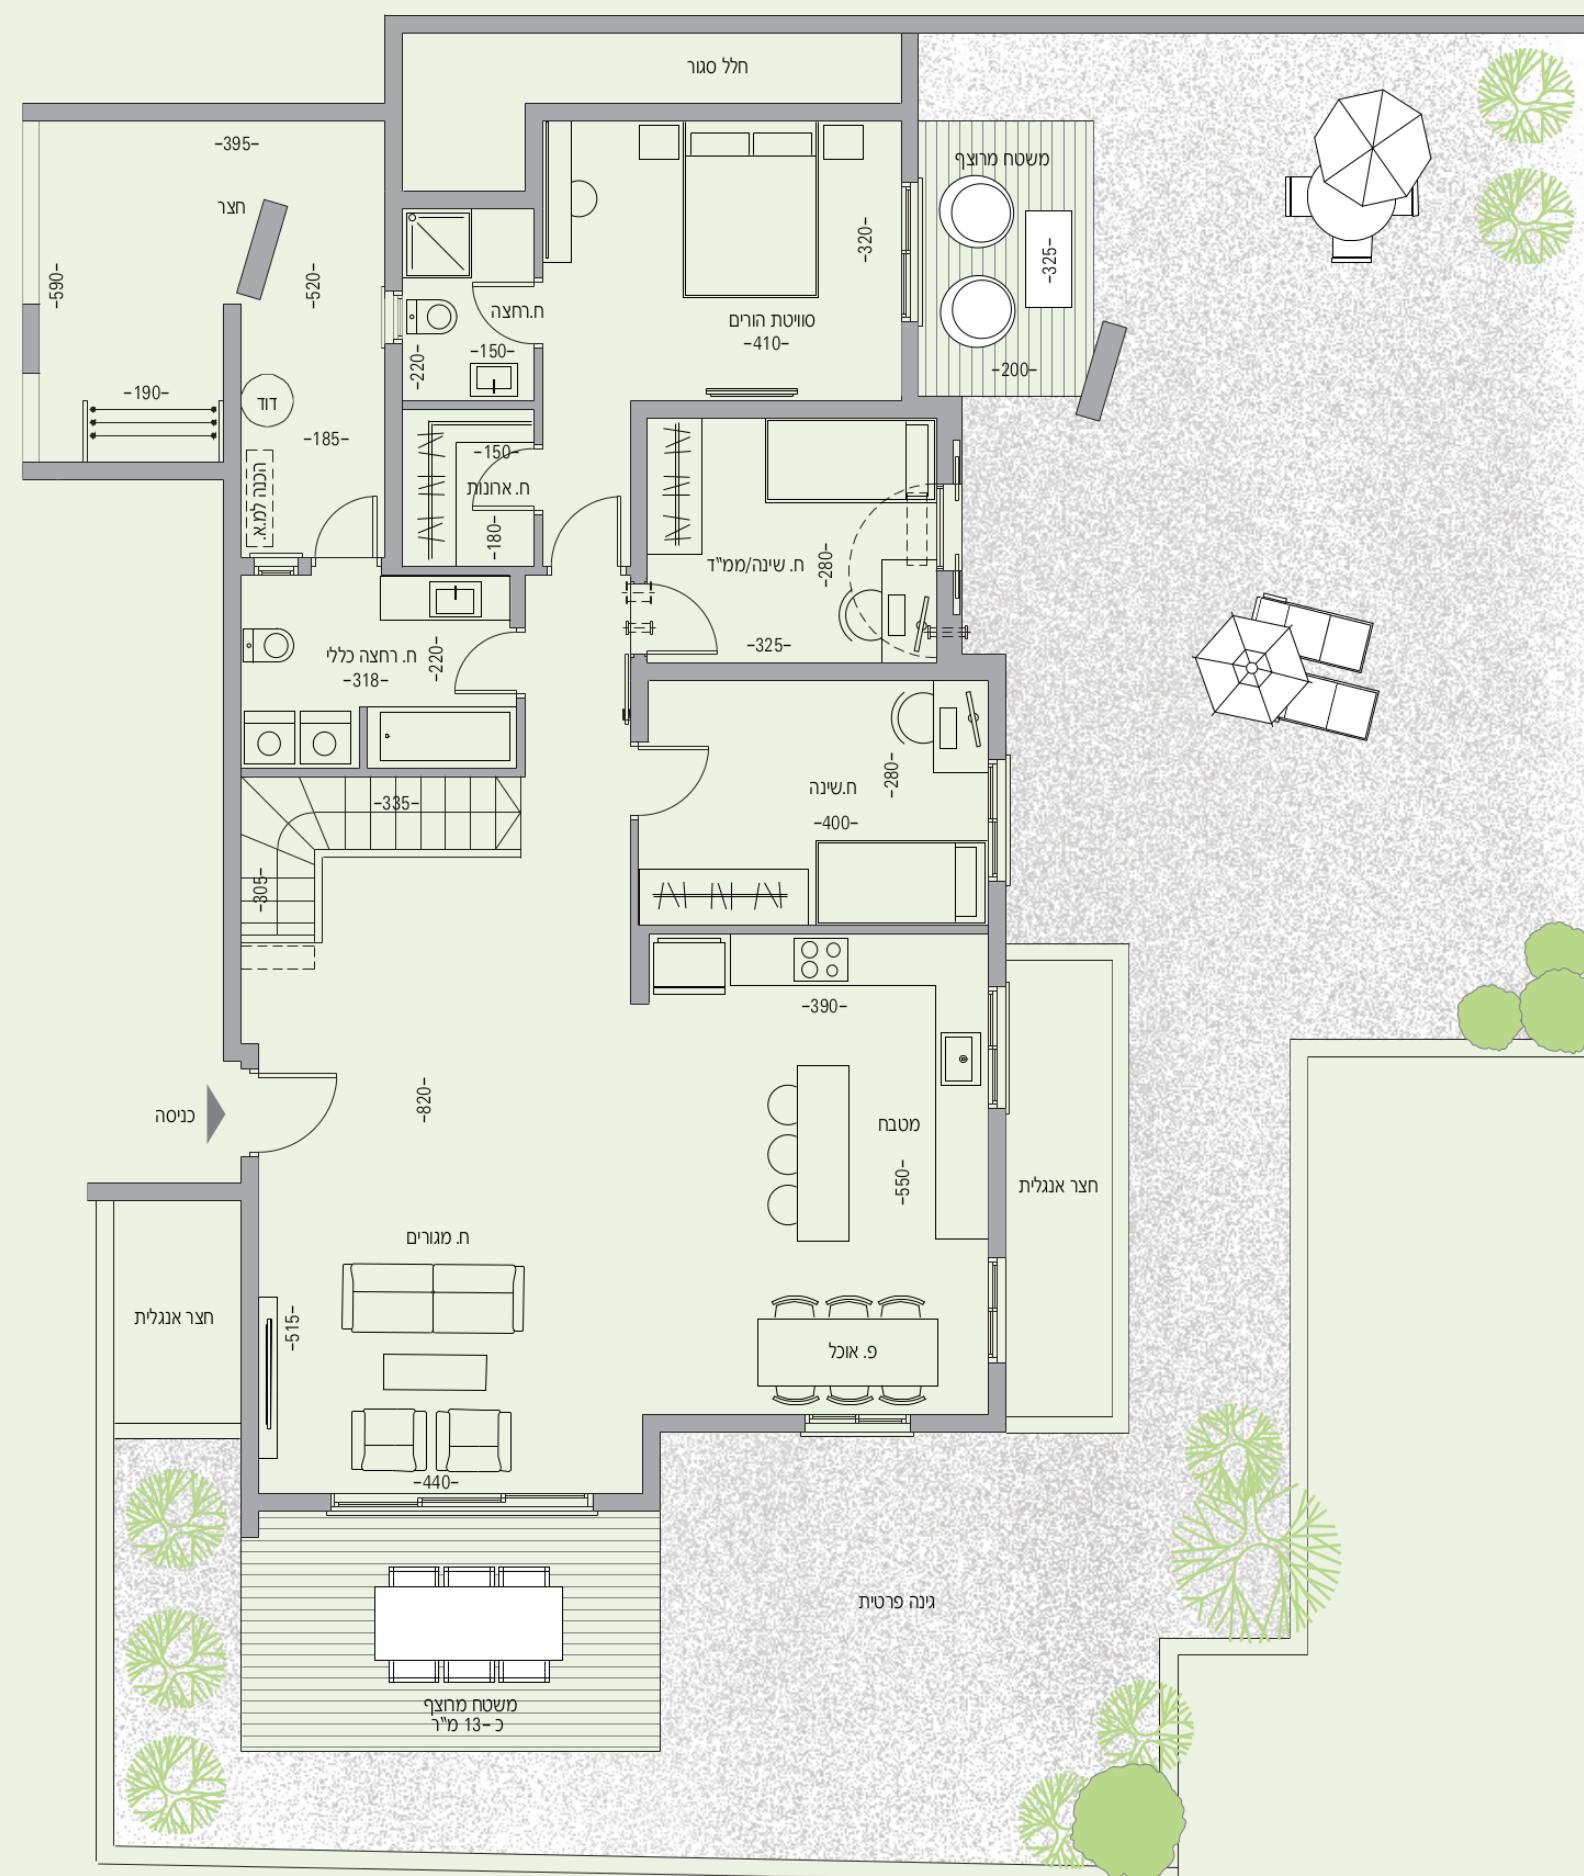 חלל סגור
-395-
חצר
-590-
-520-
-190-
דוד
-185-
הכנה למ.א.
משטח מרוצף
-325-
-200-
-320-
סוויטת הורים
-410-
ח.רחצה
-150-
-220-
-150-
ח. ארונות
-180-
ח. שינה/ממ"ד
-280-
-325-
ח. רחצה כללי
-318-
-220-
-280-
ח.שינה
-400-
-335-
-305-
-390-
מטבח
-550-
-820-
כניסה
חצר אנגלית
ח. מגורים
-515-
חצר אנגלית
פ. אוכל
-440-
גינה פרטית
משטח מרוצף
כ -13 מ"ר